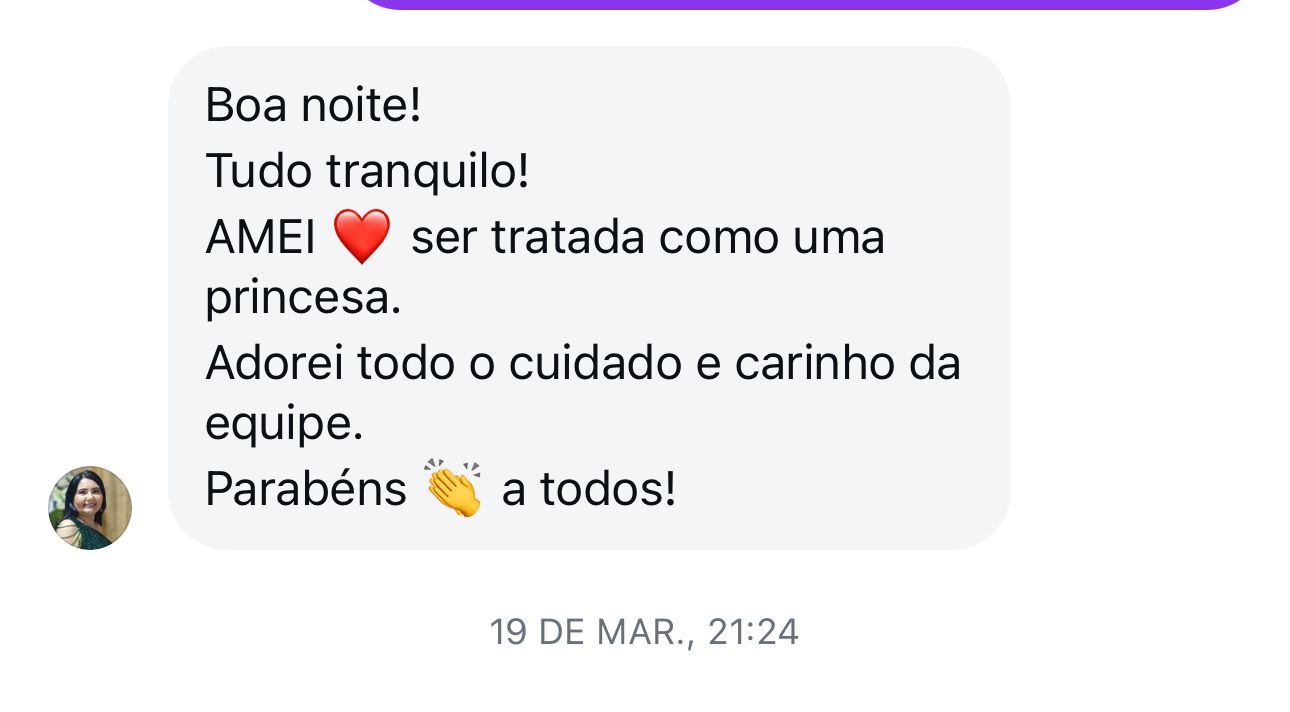 Boa noite!
Tudo tranquilo!
AMEI ❤️ ser tratada como uma
princesa.
Adorei todo o cuidado e carinho da
equipe.
Parabéns 👏 a todos!
19 DE MAR., 21:24